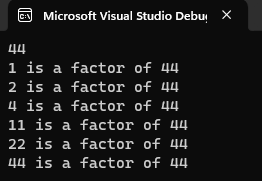 Microsoft Visual Studio Debu
44
1 is a factor of 44
2 is a factor of 44
4 is a factor of 44
11 is a factor of 44
22 is a factor of 44
44 is a factor of 44